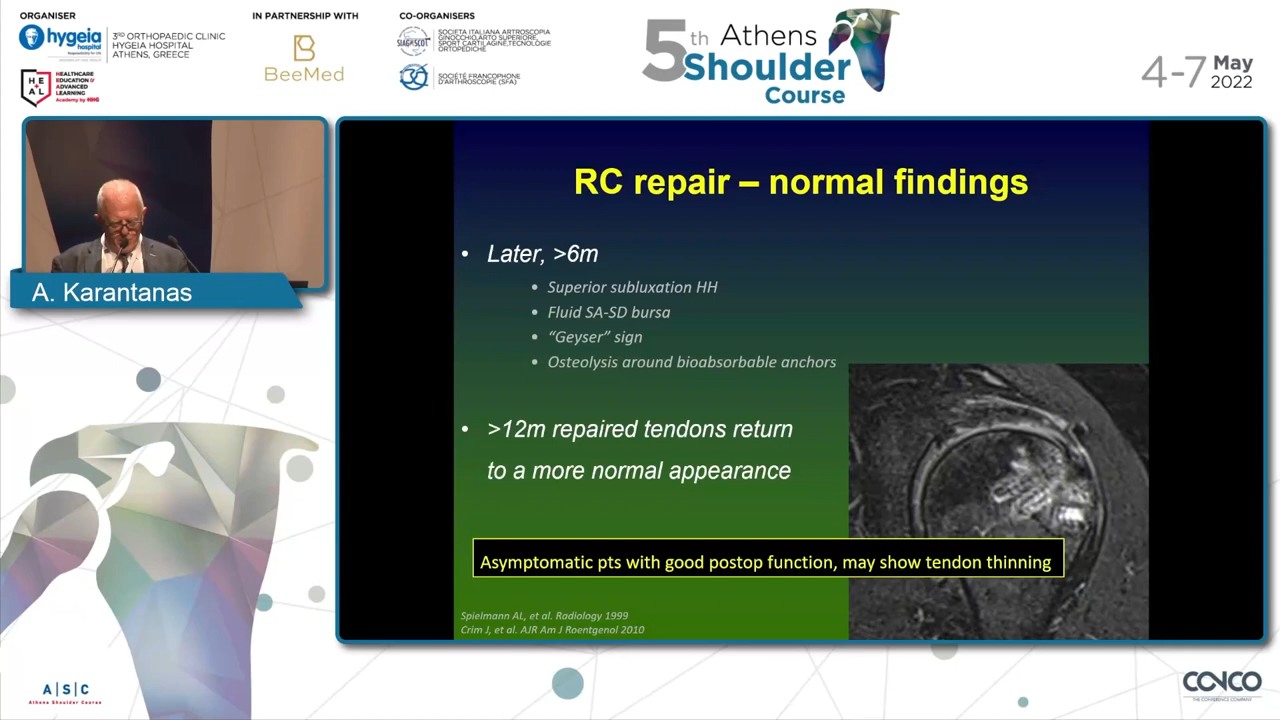 ORGANISER
hygeia
hospital
3RD ORTHOPAEDIC CLINIC
HYGEIA HOSPITAL
ATHENS, GREECE
HEAL
HEALTHCARE
EDUCATION &
ADVANCED
LEARNING
Academy by HHG
IN PARTNERSHIP WITH
BeeMed
CO-ORGANISERS
SIAGASCOT
SOCIETA ITALIANA ARTROSCOPIA
GINOCCHIO,ARTO SUPERIORE,
SPORT CARTILAGINE,TECNOLOGIE
ORTOPEDICHE
SOCIÉTÉ FRANCOPHONE
D'ARTHROSCOPIE (SFA)
5th Athens
Shoulder
Course
4-7 May
2022
A. Karantanas
RC repair – normal findings
• Later, >6m
• Superior subluxation HH
• Fluid SA-SD bursa
• “Geyser” sign
• Osteolysis around bioabsorbable anchors
• >12m repaired tendons return
to a more normal appearance
Asymptomatic pts with good postop function, may show tendon thinning
Spielmann AL, et al. Radiology 1999
Crim J, et al. AJR Am J Roentgenol 2010
A|S|C
Athens Shoulder Course
CONCO
THE CONFERENCE COMPANY